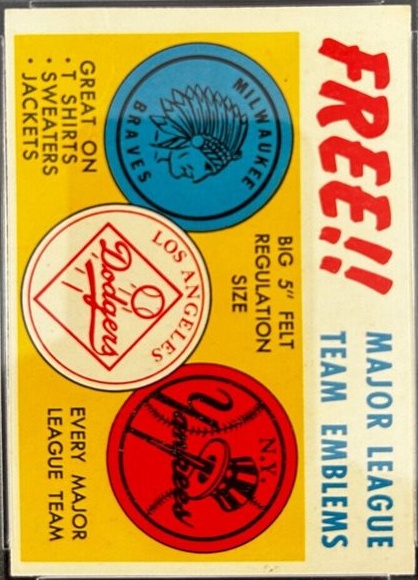 FREE!!
MAJOR LEAGUE
TEAM EMBLEMS
MILWAUKEE
BRAVES
BIG 5" FELT
REGULATION
SIZE
N.Y.
Yankees
GREAT ON
• T SHIRTS
• SWEATERS
• JACKETS
LOS ANGELES
Dodgers
EVERY MAJOR
LEAGUE TEAM